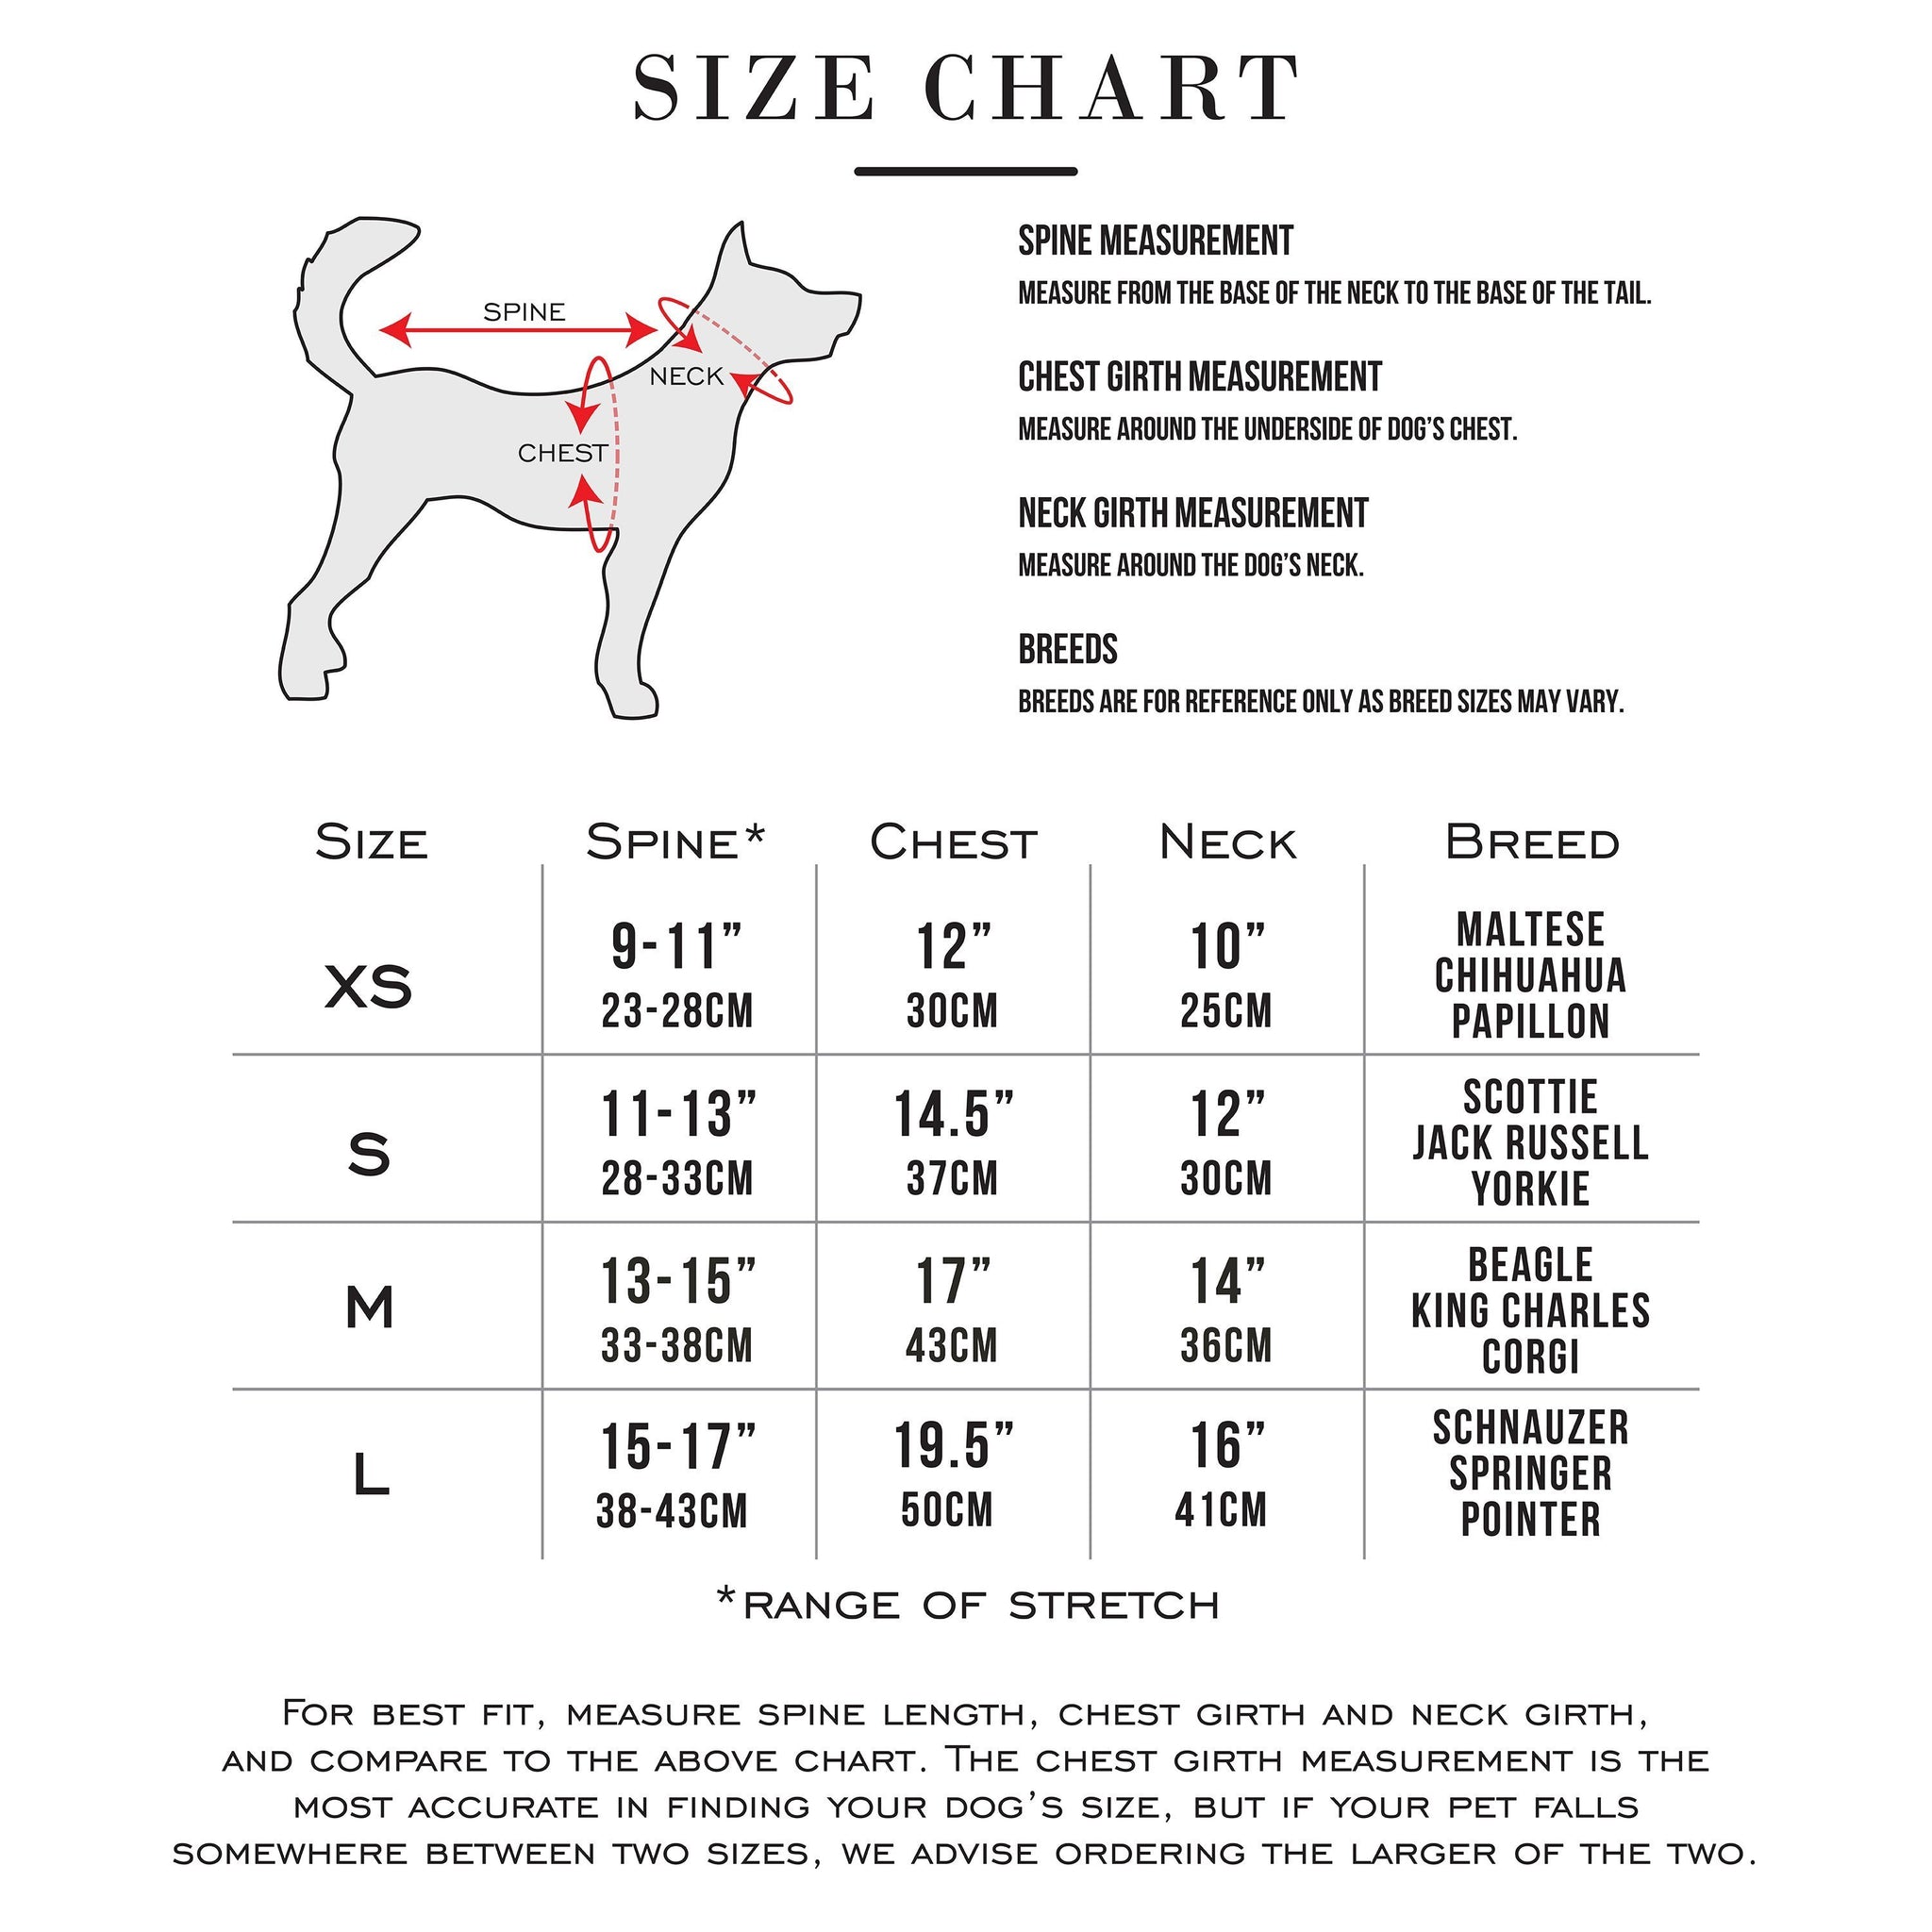 SIZE CHART
SPINE
NECK
CHEST
SPINE MEASUREMENT
MEASURE FROM THE BASE OF THE NECK TO THE BASE OF THE TAIL.
CHEST GIRTH MEASUREMENT
MEASURE AROUND THE UNDERSIDE OF DOG’S CHEST.
NECK GIRTH MEASUREMENT
MEASURE AROUND THE DOG’S NECK.
BREEDS
BREEDS ARE FOR REFERENCE ONLY AS BREED SIZES MAY VARY.
SIZE SPINE* CHEST NECK BREED
XS
9-11”
23-28CM
12”
30CM
10”
25CM
MALTESE
CHIHUAHUA
PAPILLON
S
11-13”
28-33CM
14.5”
37CM
12”
30CM
SCOTTIE
JACK RUSSELL
YORKIE
M
13-15”
33-38CM
17”
43CM
14”
36CM
BEAGLE
KING CHARLES
CORGI
L
15-17”
38-43CM
19.5”
50CM
16”
41CM
SCHNAUZER
SPRINGER
POINTER
*RANGE OF STRETCH
FOR BEST FIT, MEASURE SPINE LENGTH, CHEST GIRTH AND NECK GIRTH,
AND COMPARE TO THE ABOVE CHART. THE CHEST GIRTH MEASUREMENT IS THE
MOST ACCURATE IN FINDING YOUR DOG’S SIZE, BUT IF YOUR PET FALLS
SOMEWHERE BETWEEN TWO SIZES, WE ADVISE ORDERING THE LARGER OF THE TWO.